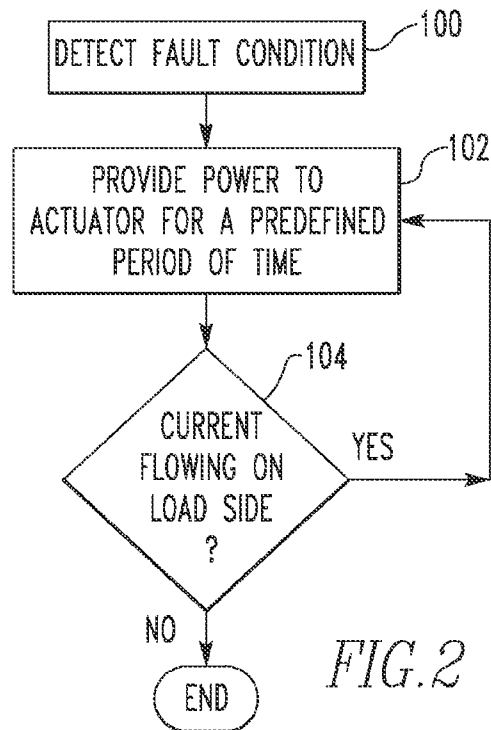 100
DETECT FAULT CONDITION
102
PROVIDE POWER TO
ACTUATOR FOR A PREDEFINED
PERIOD OF TIME
104
CURRENT
FLOWING ON
LOAD SIDE
?
YES
NO
END
FIG.2